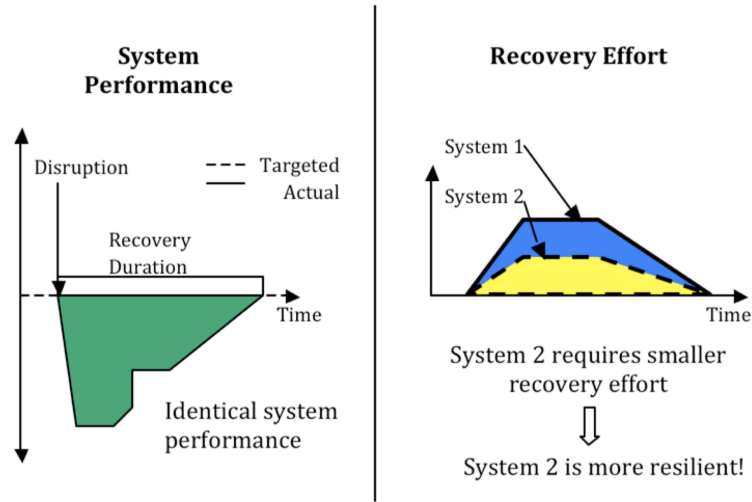 System
Performance
Disruption
Targeted
Actual
Recovery
Duration
Time
Identical system
performance
Recovery Effort
System 1
System 2
Time
System 2 requires smaller
recovery effort
System 2 is more resilient!